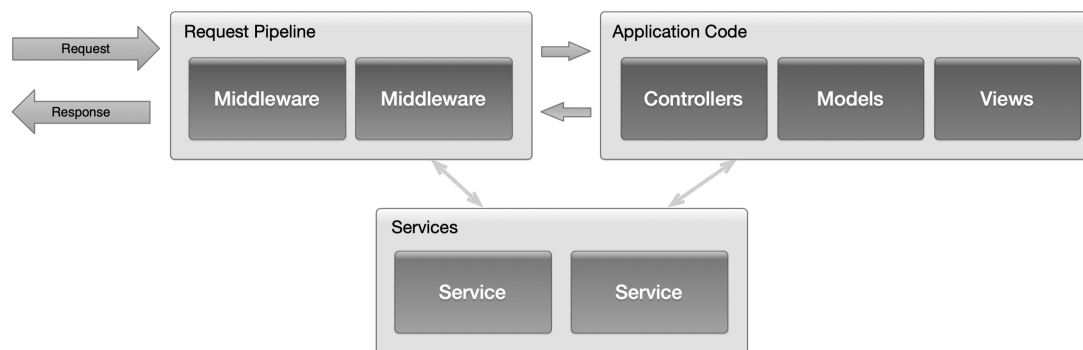 Request Pipeline
Application Code
Request
Middleware
Middleware
Controllers
Models
Views
Response
Services
Service
Service